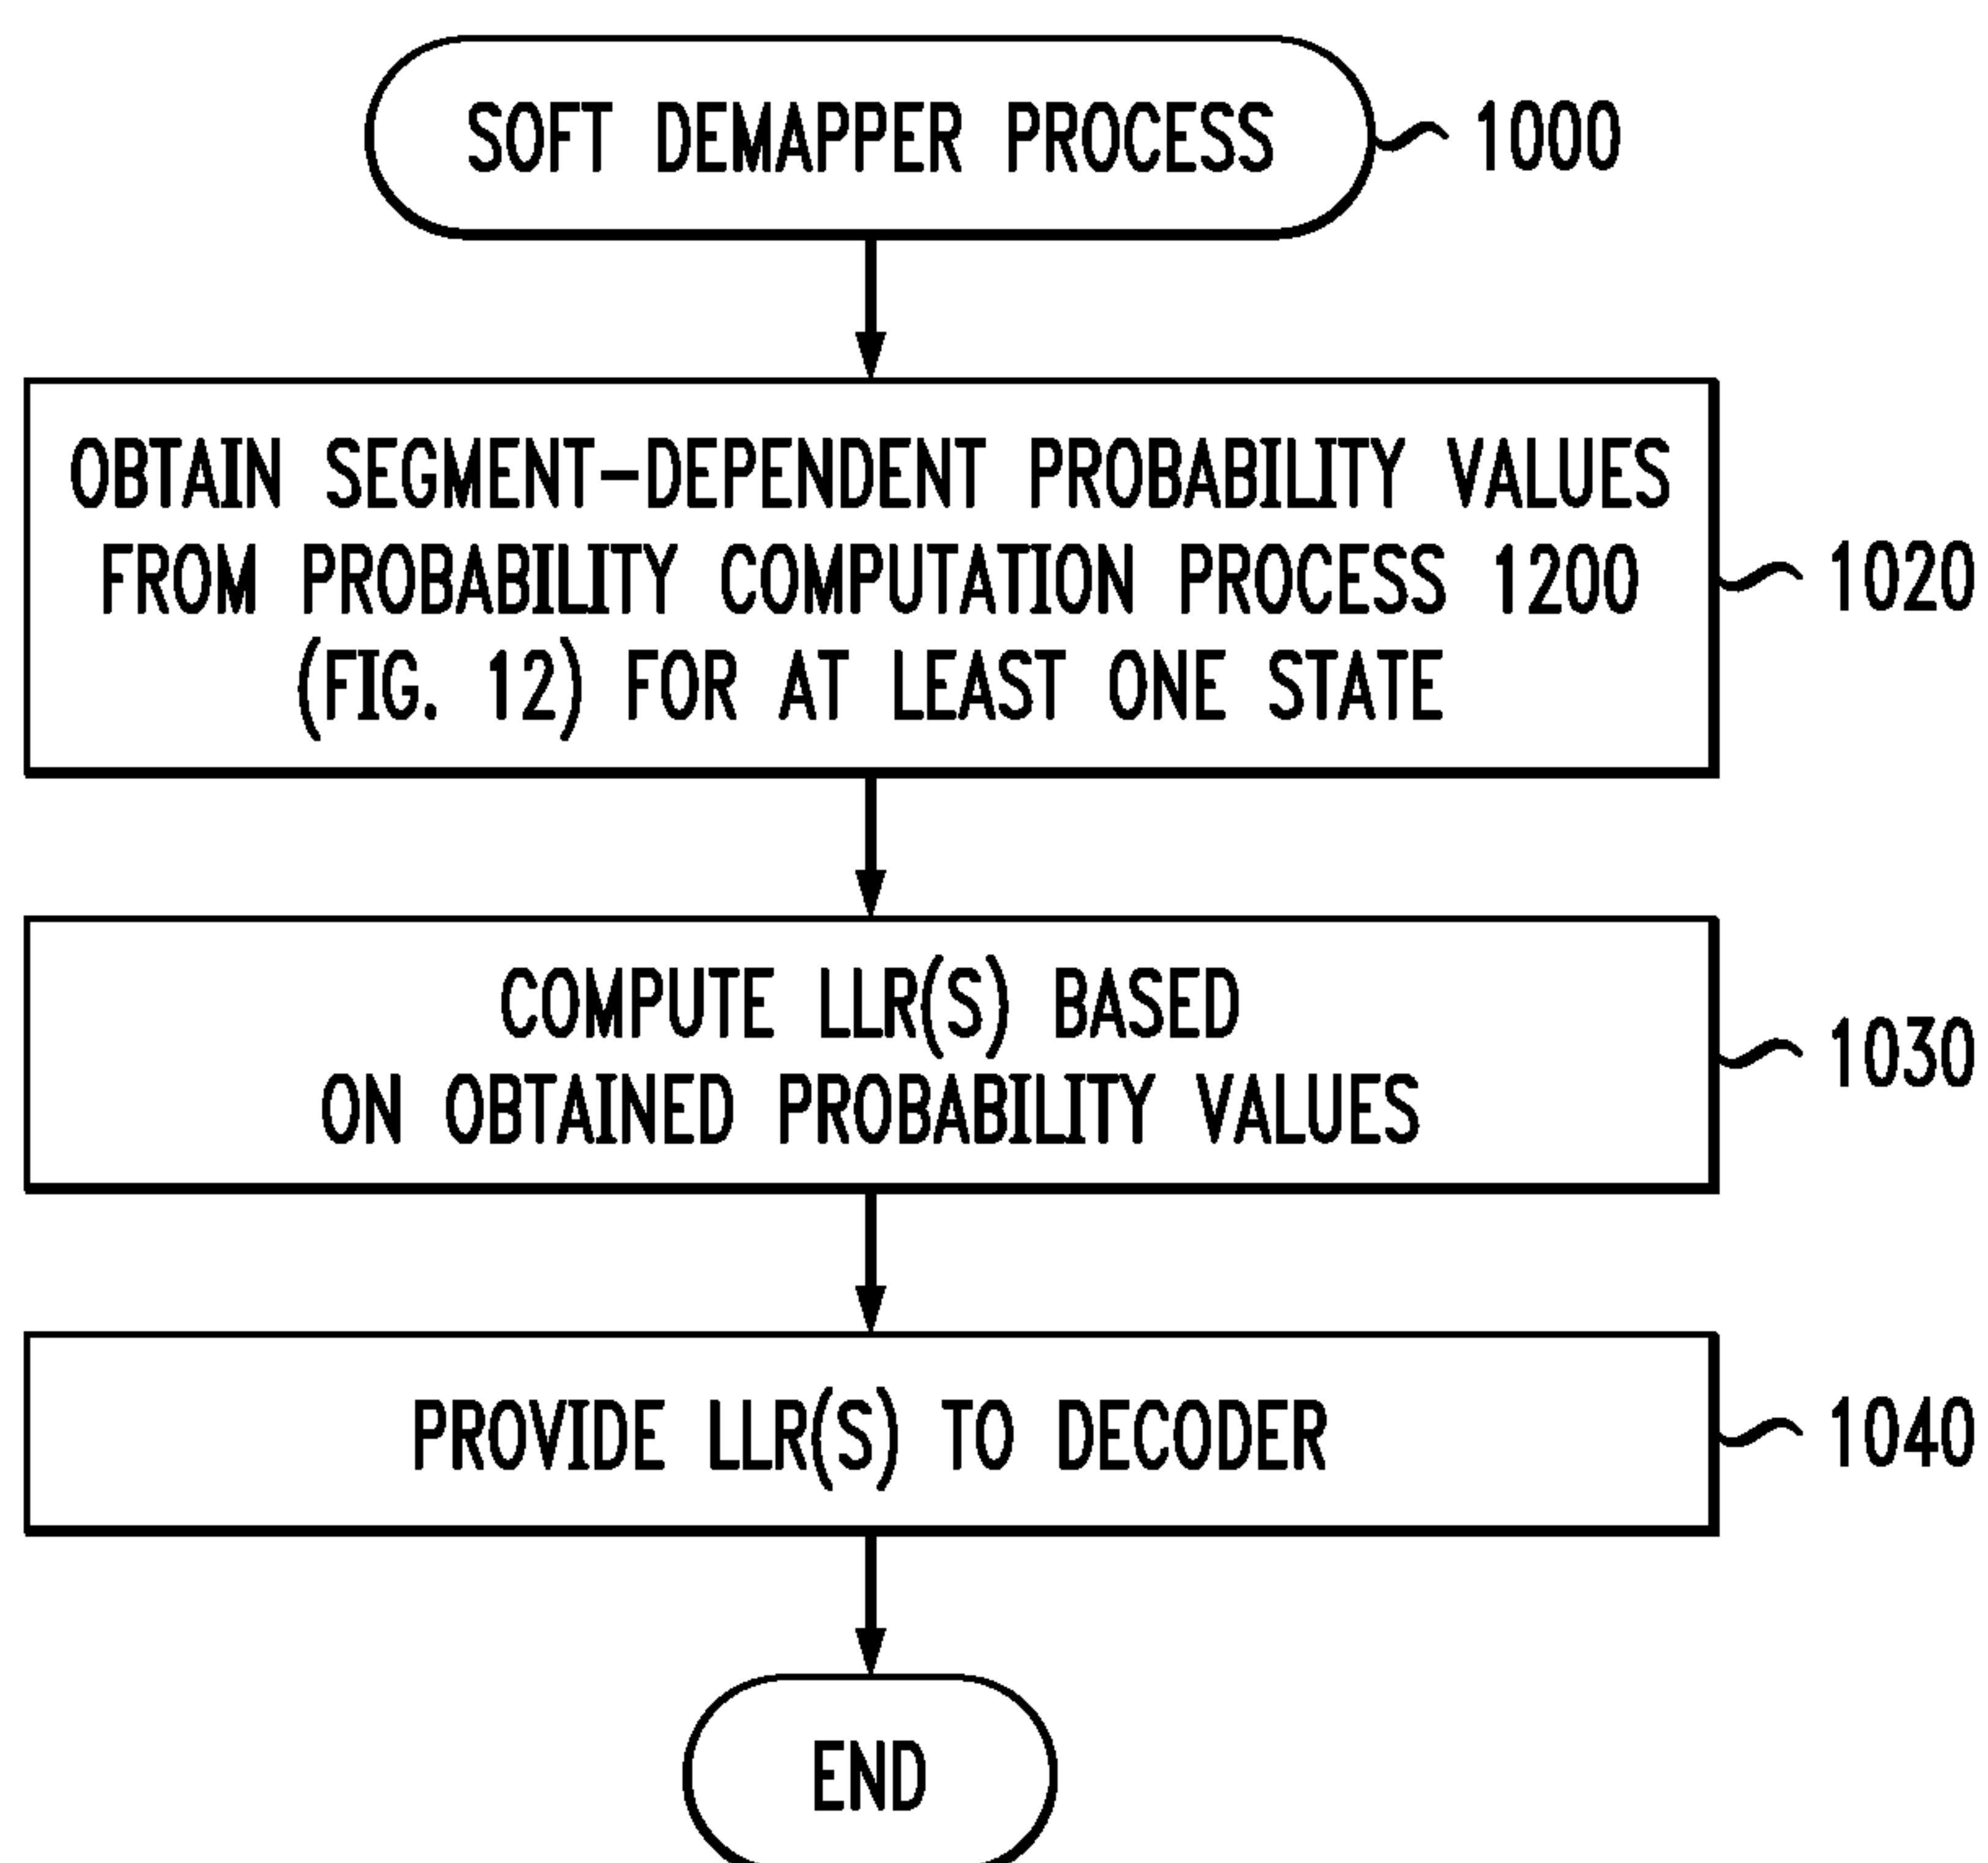 SOFT DEMAPPER PROCESS
1000
OBTAIN SEGMENT-DEPENDENT PROBABILITY VALUES
FROM PROBABILITY COMPUTATION PROCESS 1200
(FIG. 12) FOR AT LEAST ONE STATE
1020
COMPUTE LLR(S) BASED
ON OBTAINED PROBABILITY VALUES
1030
PROVIDE LLR(S) TO DECODER
1040
END